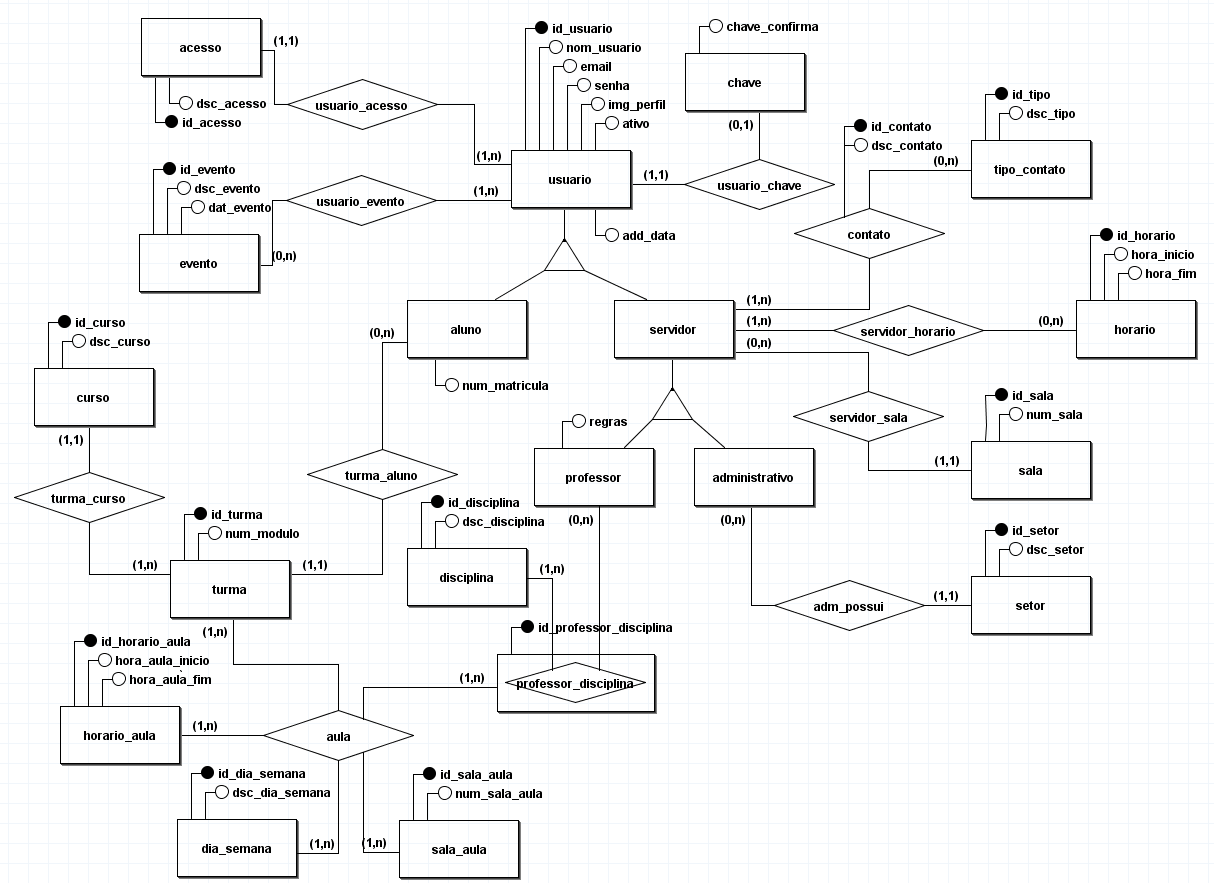 acesso
(1,1)
dsc_acesso
id_acesso
usuario_acesso
id_usuario
nom_usuario
email
senha
img_perfil
ativo
chave_confirma
chave
(0,1)
(1,n)
usuario
(1,1)
usuario_chave
add_data
id_evento
dsc_evento
dat_evento
evento
(0,n)
usuario_evento
(1,n)
id_contato
dsc_contato
contato
(0,n)
id_tipo
dsc_tipo
tipo_contato
id_horario
hora_inicio
hora_fim
horario
(0,n)
servidor_horario
(1,n)
(1,n)
(0,n)
servidor
aluno
(0,n)
num_matricula
id_curso
dsc_curso
curso
(1,1)
turma_curso
(1,n)
turma_aluno
(1,1)
id_turma
num_modulo
turma
(1,n)
regras
professor
(0,n)
administrativo
(0,n)
servidor_sala
(1,1)
id_sala
num_sala
sala
id_disciplina
dsc_disciplina
disciplina
(1,n)
id_setor
dsc_setor
setor
(1,1)
adm_possui
id_professor_disciplina
professor_disciplina
(1,n)
id_horario_aula
hora_aula_inicio
hora_aula_fim
horario_aula
(1,n)
aula
id_dia_semana
dsc_dia_semana
dia_semana
(1,n)
id_sala_aula
num_sala_aula
sala_aula
(1,n)